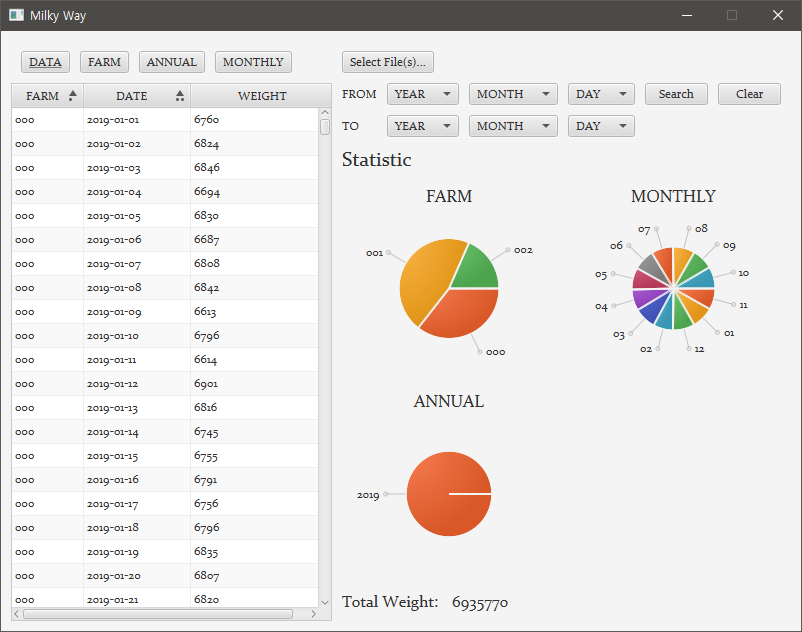 Milky Way
DATA FARM ANNUAL MONTHLY Select File(s)...
FROM YEAR MONTH DAY Search Clear
TO YEAR MONTH DAY
FARM DATE WEIGHT
000 2019-01-01 6760
000 2019-01-02 6824
000 2019-01-03 6846
000 2019-01-04 6694
000 2019-01-05 6830
000 2019-01-06 6687
000 2019-01-07 6808
000 2019-01-08 6842
000 2019-01-09 6613
000 2019-01-10 6796
000 2019-01-11 6614
000 2019-01-12 6901
000 2019-01-13 6816
000 2019-01-14 6745
000 2019-01-15 6755
000 2019-01-16 6791
000 2019-01-17 6756
000 2019-01-18 6796
000 2019-01-19 6835
000 2019-01-20 6807
000 2019-01-21 6820
Statistic
FARM
001
002
000
MONTHLY
07 08
06 09
05 10
04 11
03 01
02 12
ANNUAL
2019
Total Weight: 6935770